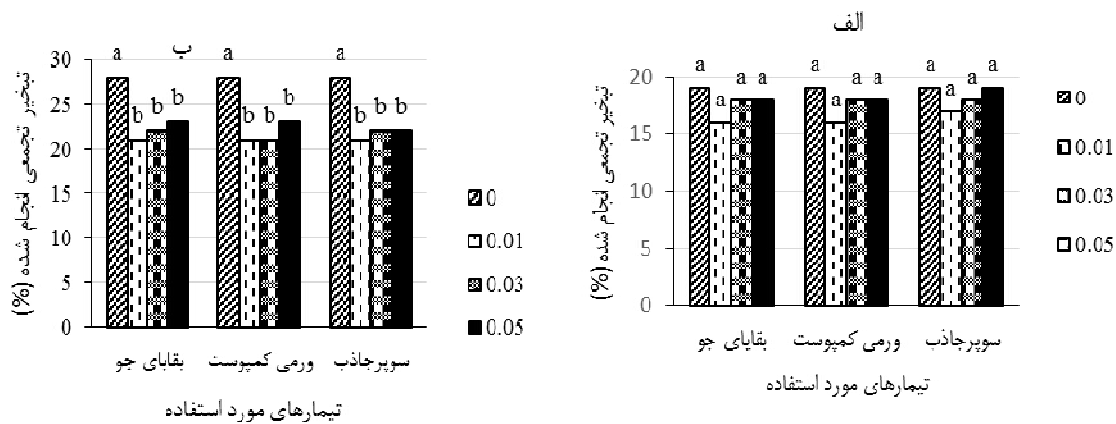 الف
تبخیر تجمعی انجام شده (%)
20
15
10
5
0
a a a a
a a a a
a a a a
بقایای جو ورمی کمپوست سوپرجاذب
تیمارهای مورد استفاده
0
0.01
0.03
0.05
ب
تبخیر تجمعی انجام شده (%)
30
25
20
15
10
5
0
a b b b
a b b b
a b b b
بقایای جو ورمی کمپوست سوپرجاذب
تیمارهای مورد استفاده
0
0.01
0.03
0.05